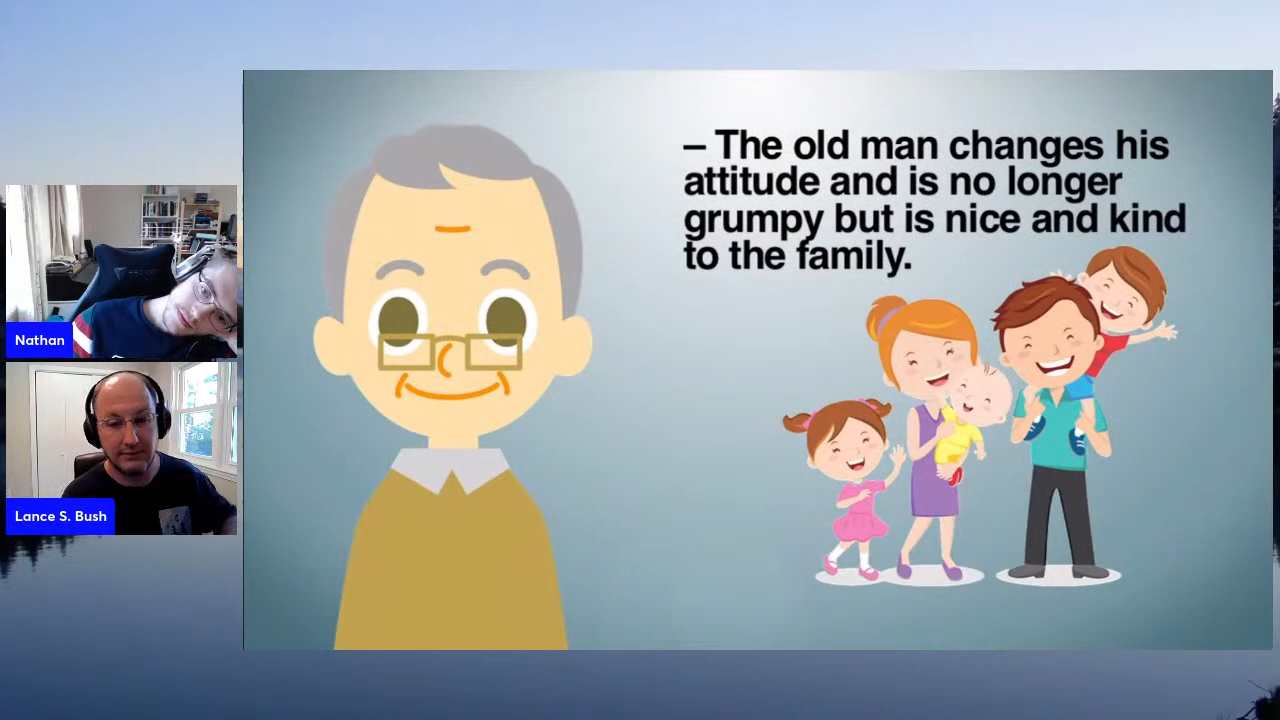 – The old man changes his
attitude and is no longer
grumpy but is nice and kind
to the family.
Nathan
Lance S. Bush